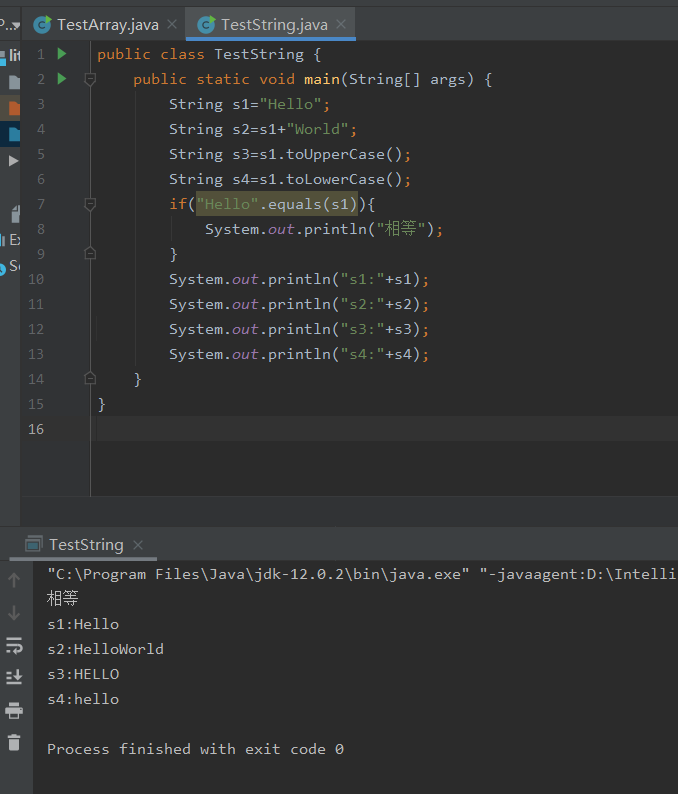 P...
TestArray.java
TestString.java
1 public class TestString {
2 public static void main(String[] args) {
3 String s1="Hello";
4 String s2=s1+"World";
5 String s3=s1.toUpperCase();
6 String s4=s1.toLowerCase();
7 if("Hello".equals(s1)){
8 System.out.println("相等");
9 }
10 System.out.println("s1:"+s1);
11 System.out.println("s2:"+s2);
12 System.out.println("s3:"+s3);
13 System.out.println("s4:"+s4);
14 }
15 }
16
TestString
"C:\Program Files\Java\jdk-12.0.2\bin\java.exe" "-javaagent:D:\Intelli
相等
s1:Hello
s2:HelloWorld
s3:HELLO
s4:hello
Process finished with exit code 0